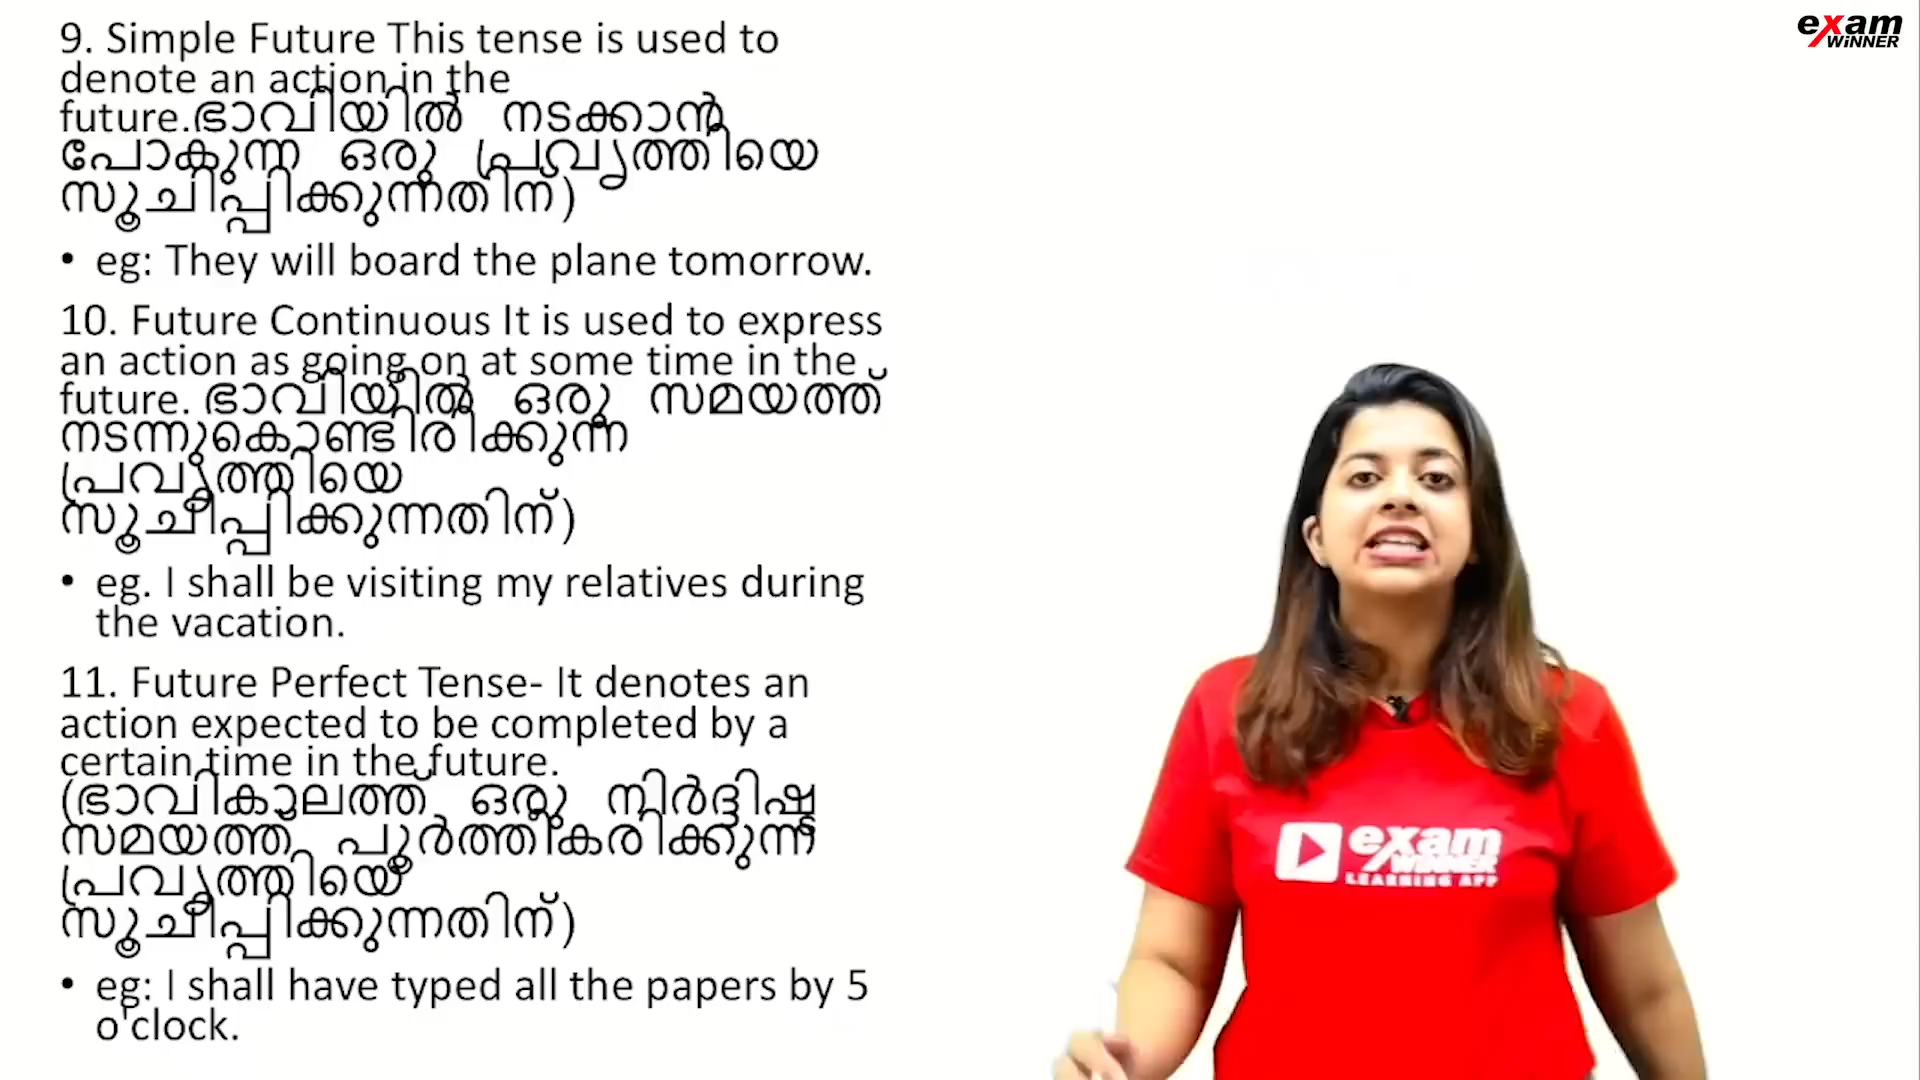 exam
WINNER
9. Simple Future This tense is used to
denote an action in the
future.ഭാവിയിൽ നടക്കാൻ
പോകുന്ന ഒരു പ്രവൃത്തിയെ
സൂചിപ്പിക്കുന്നതിന്)
• eg: They will board the plane tomorrow.
10. Future Continuous It is used to express
an action as going on at some time in the
future. ഭാവിയിൽ ഒരു സമയത്ത്
നടന്നുകൊണ്ടിരിക്കുന്ന
പ്രവൃത്തിയെ
സൂചിപ്പിക്കുന്നതിന്)
• eg. I shall be visiting my relatives during
the vacation.
11. Future Perfect Tense- It denotes an
action expected to be completed by a
certain time in the future.
(ഭാവികാലത്ത് ഒരു നിർദ്ദിഷ്ട
സമയത്ത് പൂർത്തീകരിക്കുന്ന
പ്രവൃത്തിയെ
സൂചിപ്പിക്കുന്നതിന്)
• eg: I shall have typed all the papers by 5
o'clock.
exam
WINNER
LEARNING APP